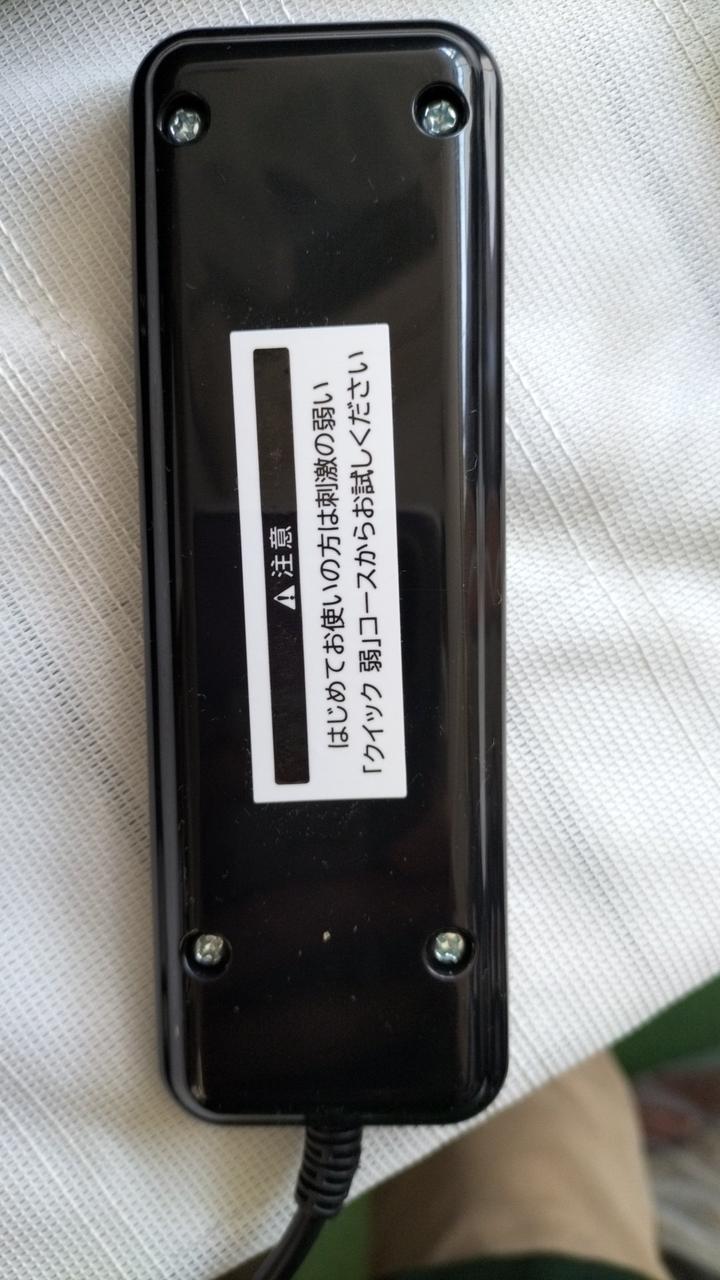 ⚠注意
はじめてお使いの方は刺激の弱い
「クイック 弱」コースからお試しください